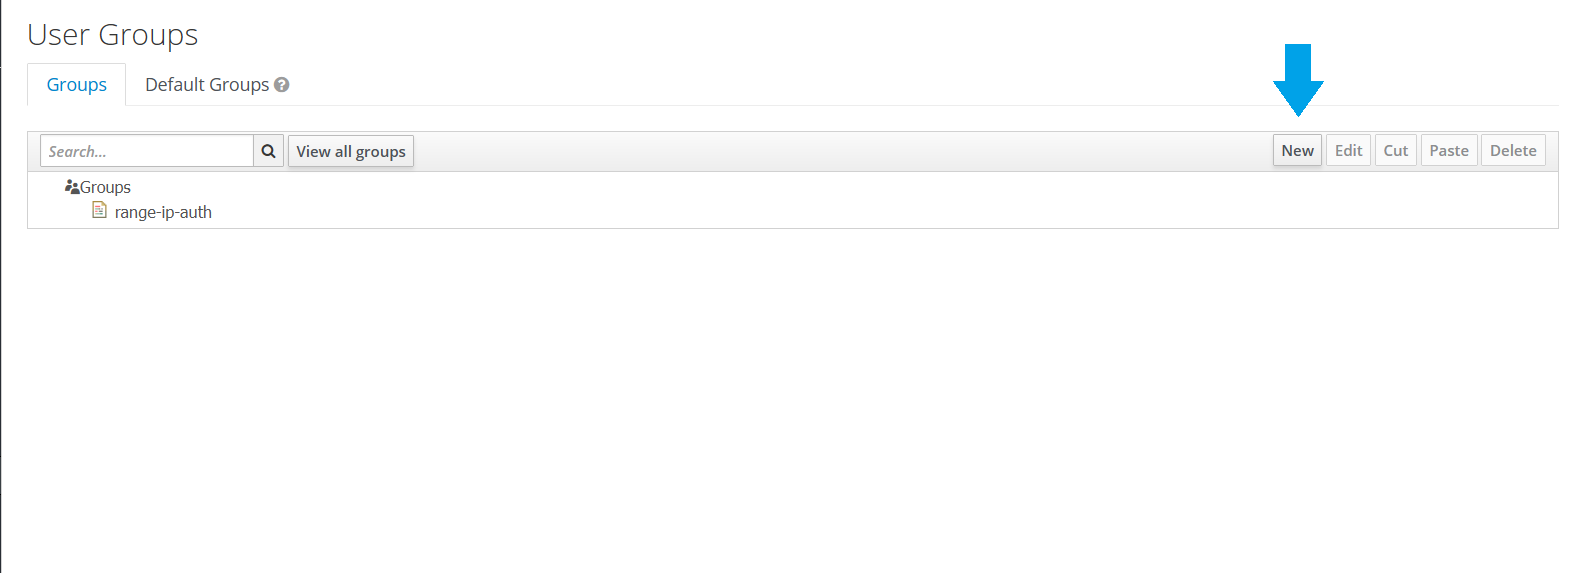 User Groups
Groups Default Groups
Search... View all groups New Edit Cut Paste Delete
Groups
range-ip-auth